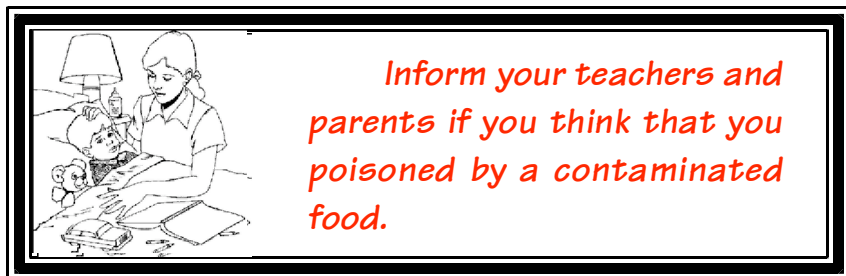 Inform your teachers and
parents if you think that you
poisoned by a contaminated
food.